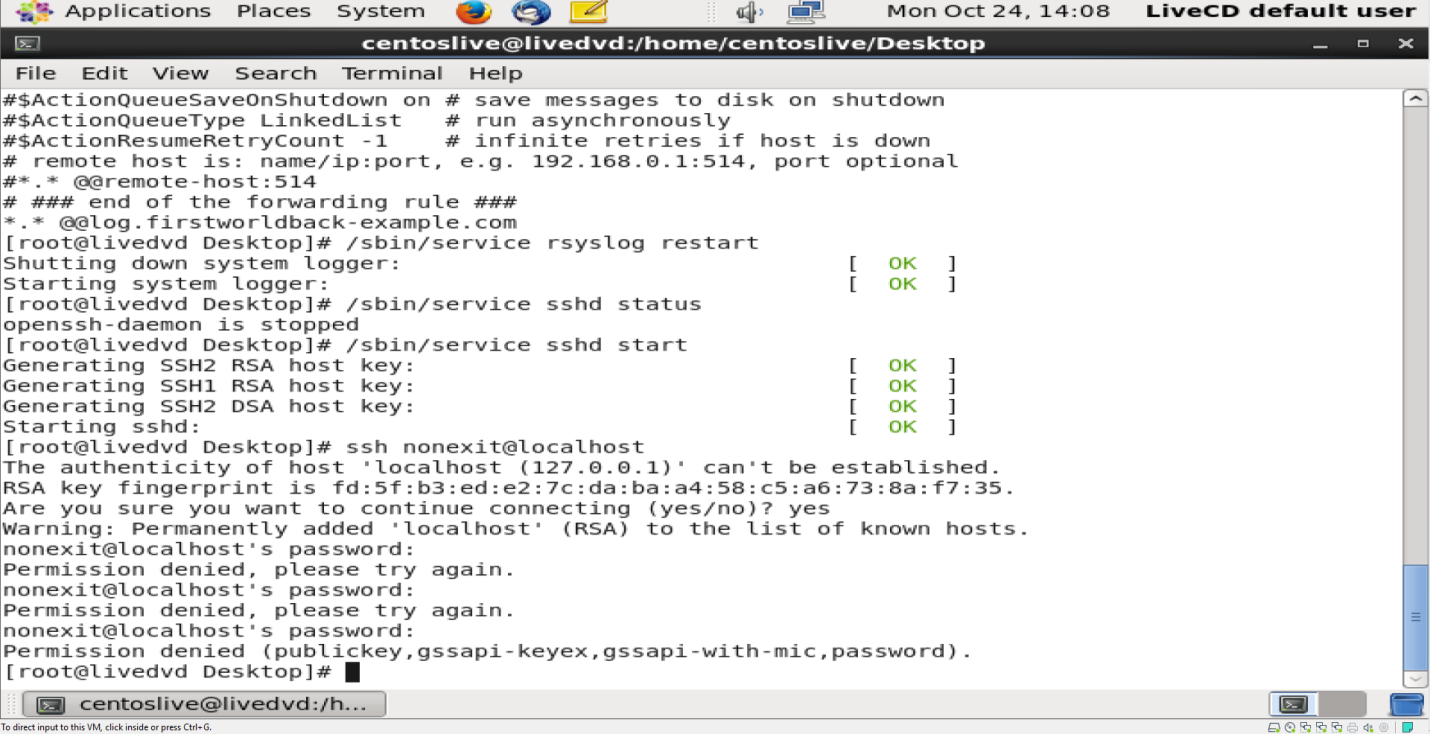 Applications Places System Mon Oct 24, 14:08 LiveCD default user
centoslive@livedvd:/home/centoslive/Desktop
File Edit View Search Terminal Help
#$ActionQueueSaveOnShutdown on # save messages to disk on shutdown
#$ActionQueueType LinkedList   # run asynchronously
#$ActionResumeRetryCount -1    # infinite retries if host is down
# remote host is: name/ip:port, e.g. 192.168.0.1:514, port optional
#*.* @@remote-host:514
# ### end of the forwarding rule ###
*.* @@log.firstworldback-example.com
[root@livedvd Desktop]# /sbin/service rsyslog restart
Shutting down system logger: [ OK ]
Starting system logger: [ OK ]
[root@livedvd Desktop]# /sbin/service sshd status
openssh-daemon is stopped
[root@livedvd Desktop]# /sbin/service sshd start
Generating SSH2 RSA host key: [ OK ]
Generating SSH1 RSA host key: [ OK ]
Generating SSH2 DSA host key: [ OK ]
Starting sshd: [ OK ]
[root@livedvd Desktop]# ssh nonexit@localhost
The authenticity of host 'localhost (127.0.0.1)' can't be established.
RSA key fingerprint is fd:5f:b3:ed:e2:7c:da:ba:a4:58:c5:a6:73:8a:f7:35.
Are you sure you want to continue connecting (yes/no)? yes
Warning: Permanently added 'localhost' (RSA) to the list of known hosts.
nonexit@localhost's password:
Permission denied, please try again.
nonexit@localhost's password:
Permission denied, please try again.
nonexit@localhost's password:
Permission denied (publickey,gssapi-keyex,gssapi-with-mic,password).
[root@livedvd Desktop]#
centoslive@livedvd:/h...
To direct input to this VM, click inside or press Ctrl+G.